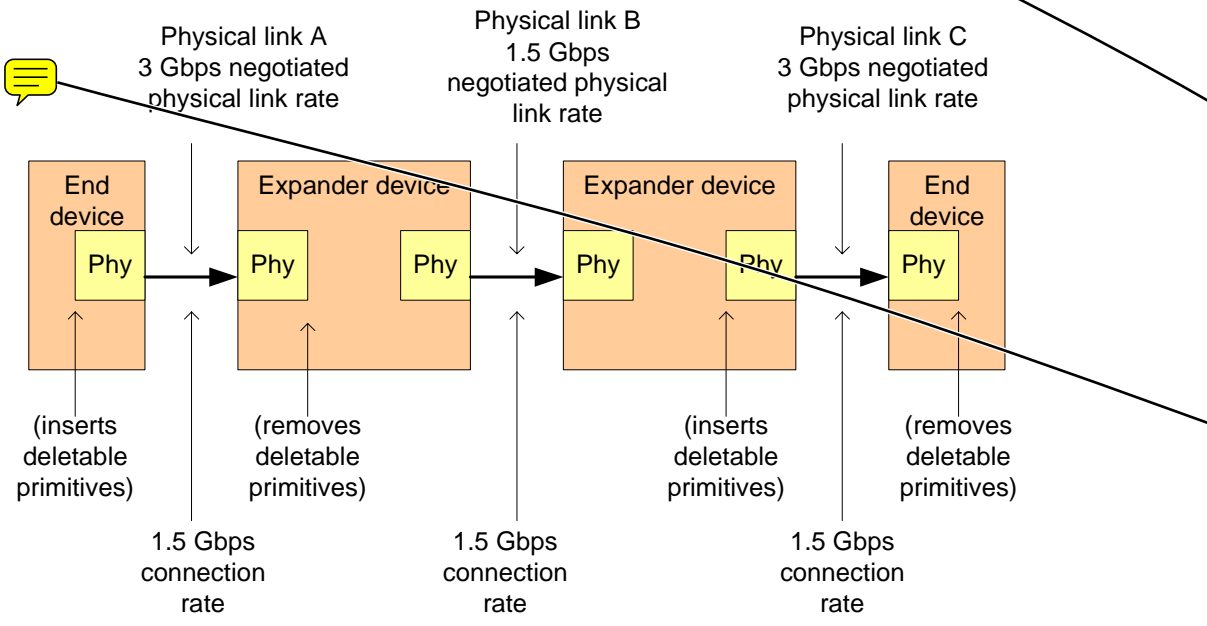 Physical link A
3 Gbps negotiated
physical link rate
Physical link B
1.5 Gbps
negotiated physical
link rate
Physical link C
3 Gbps negotiated
physical link rate
End
device
Expander device
Expander device
End
device
Phy
Phy
Phy
Phy
Phy
Phy
(inserts
deletable
primitives)
(removes
deletable
primitives)
(inserts
deletable
primitives)
(removes
deletable
primitives)
1.5 Gbps
connection
rate
1.5 Gbps
connection
rate
1.5 Gbps
connection
rate